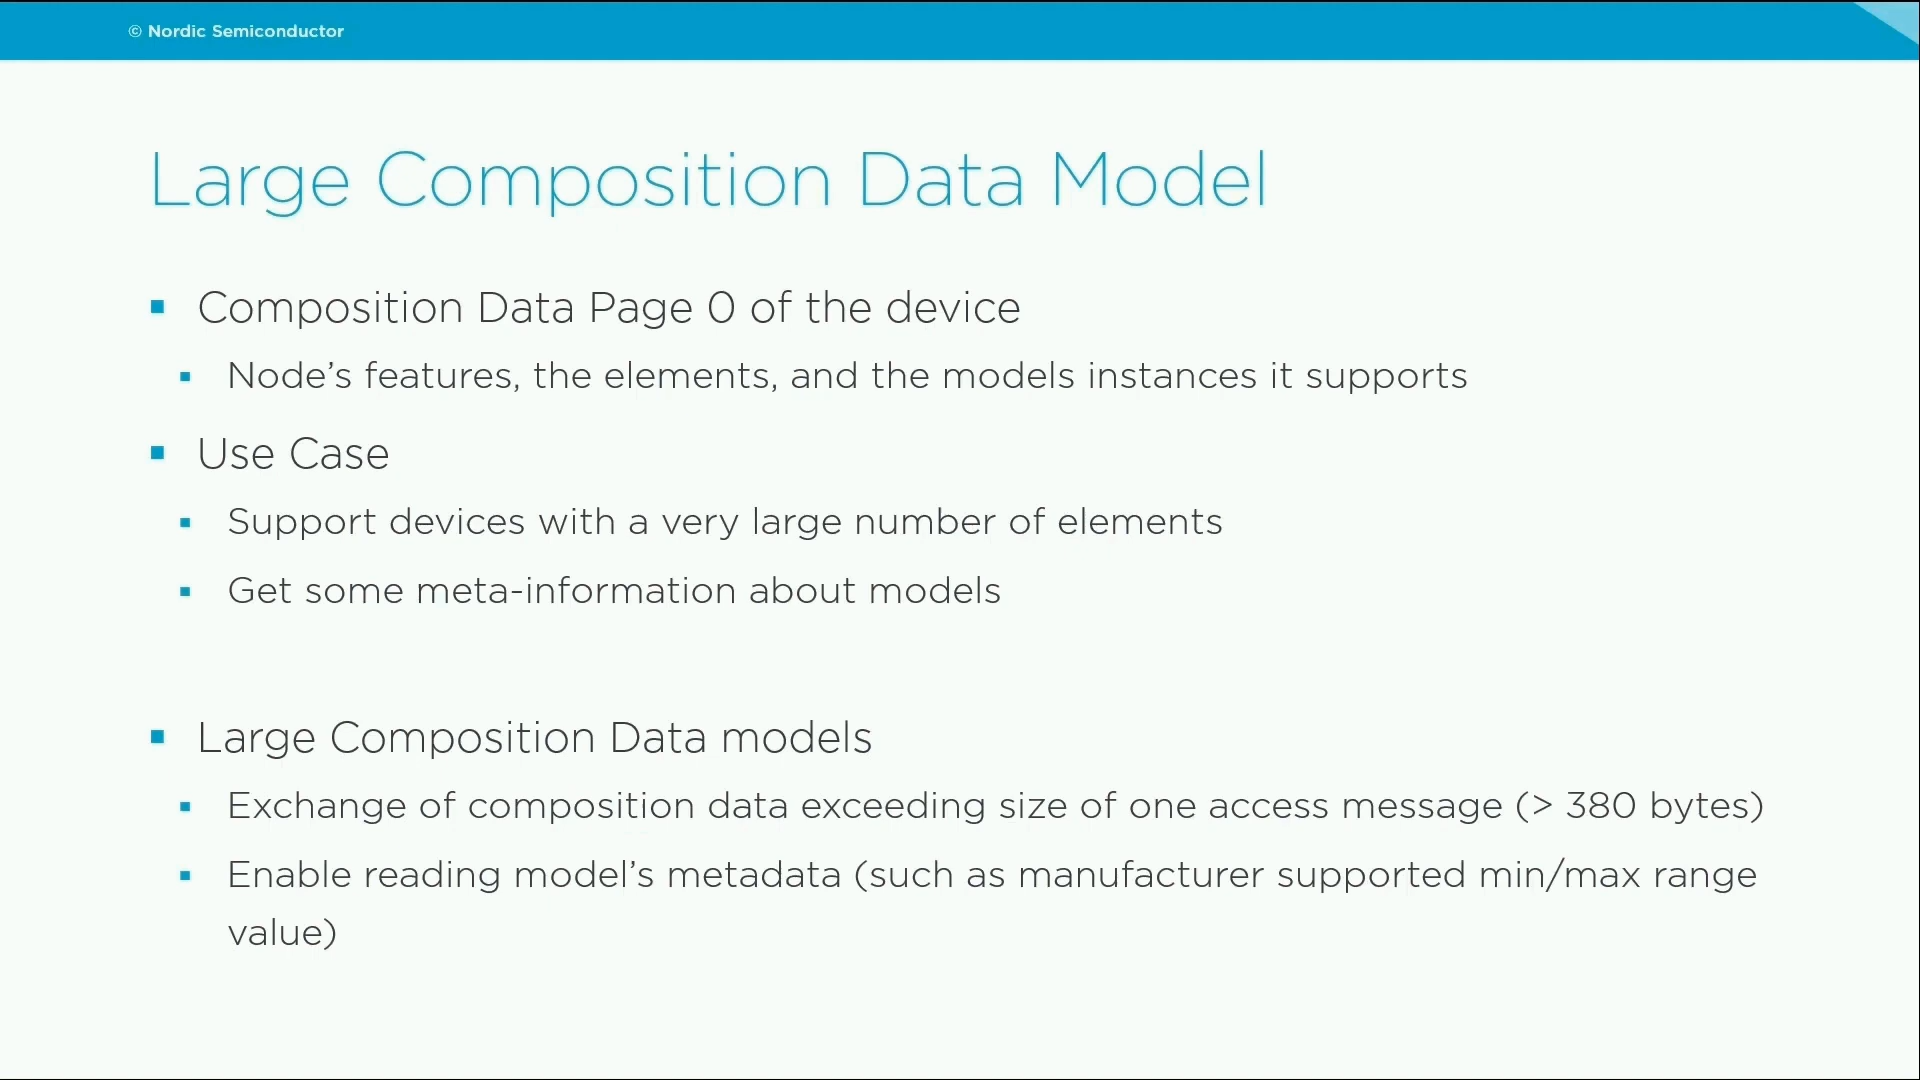 © Nordic Semiconductor
Large Composition Data Model
▪ Composition Data Page 0 of the device
▪ Node’s features, the elements, and the models instances it supports
▪ Use Case
▪ Support devices with a very large number of elements
▪ Get some meta-information about models
▪ Large Composition Data models
▪ Exchange of composition data exceeding size of one access message (> 380 bytes)
▪ Enable reading model’s metadata (such as manufacturer supported min/max range
value)